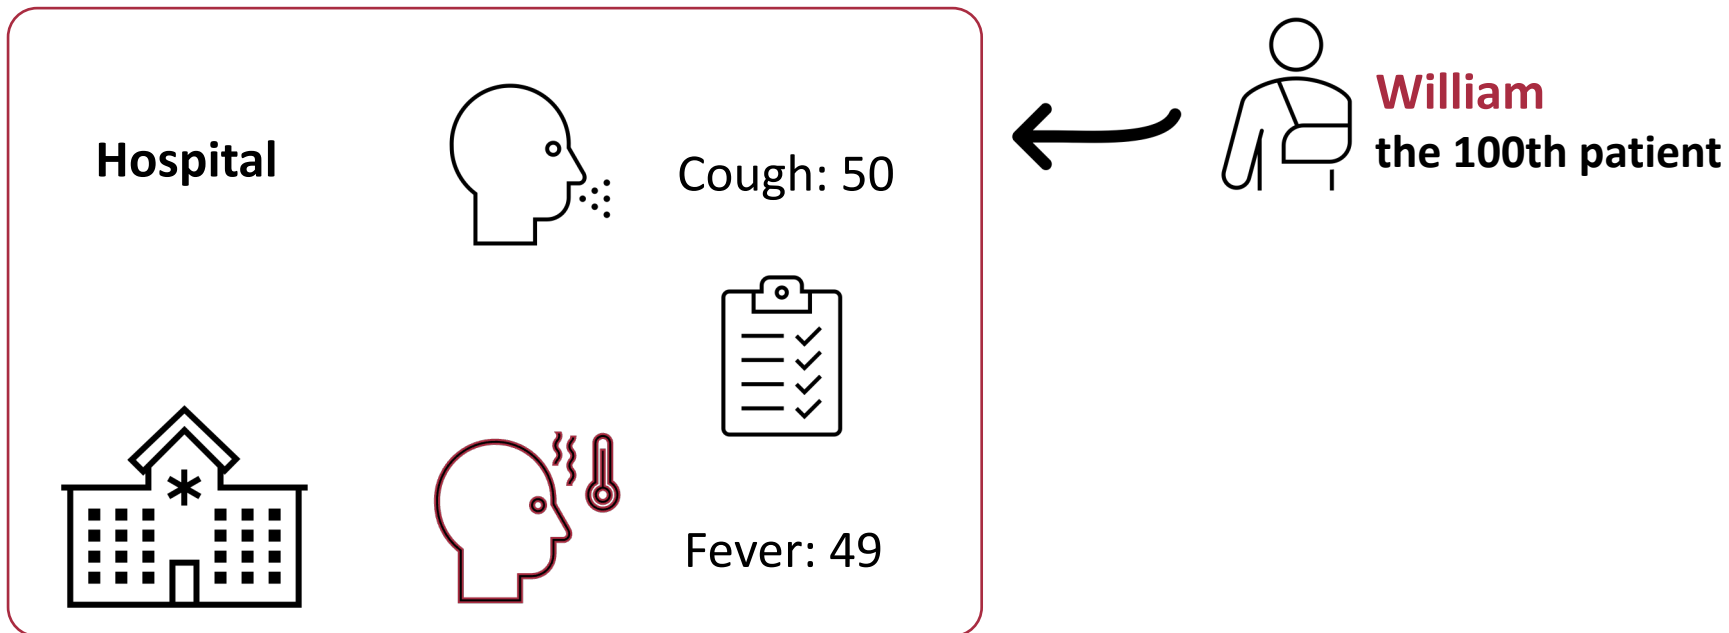 Hospital
Cough: 50
Fever: 49
William
the 100th patient